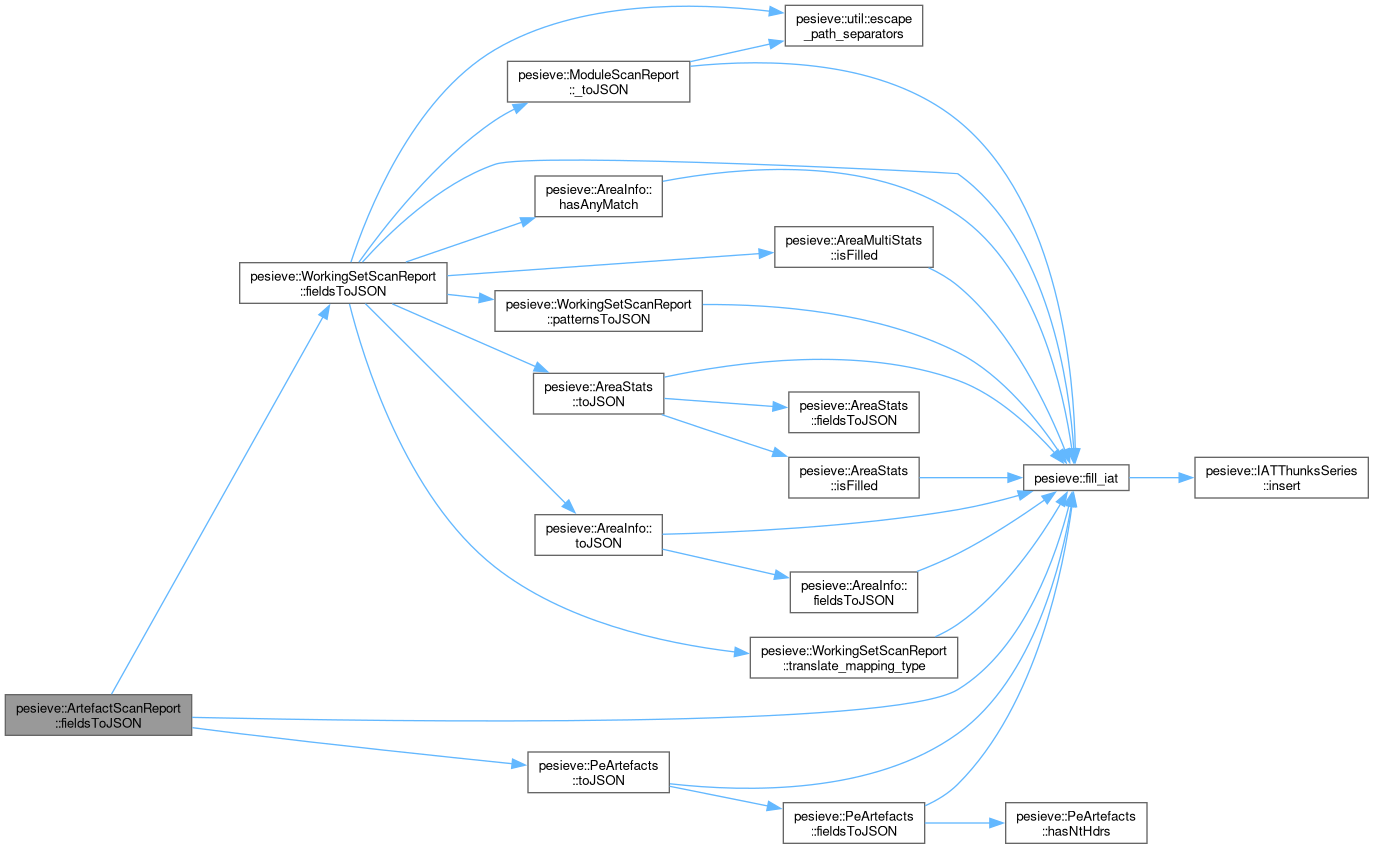 pesieve::util::escape
_path_separators
pesieve::ModuleScanReport
::_toJSON
pesieve::AreaInfo::
hasAnyMatch
pesieve::AreaMultiStats
::isFilled
pesieve::WorkingSetScanReport
::fieldsToJSON
pesieve::WorkingSetScanReport
::patternsToJSON
pesieve::AreaStats
::toJSON
pesieve::AreaStats
::fieldsToJSON
pesieve::AreaStats
::isFilled
pesieve::fill_iat
pesieve::IATThunksSeries
::insert
pesieve::AreaInfo::
toJSON
pesieve::AreaInfo::
fieldsToJSON
pesieve::WorkingSetScanReport
::translate_mapping_type
pesieve::ArtefactScanReport
::fieldsToJSON
pesieve::PeArtefacts
::toJSON
pesieve::PeArtefacts
::fieldsToJSON
pesieve::PeArtefacts
::hasNtHdrs